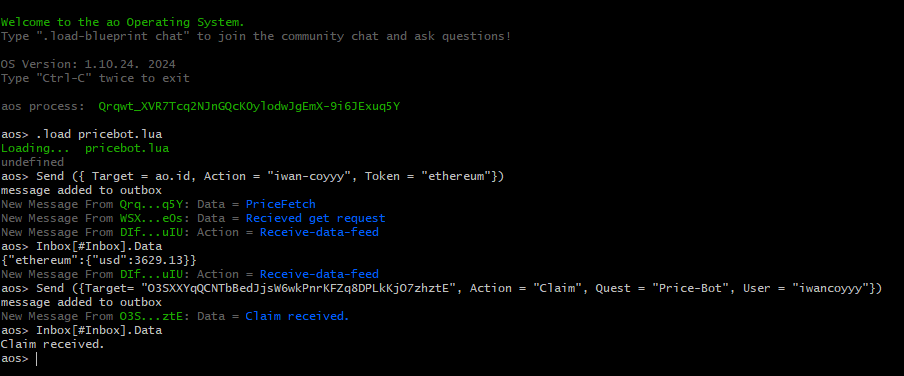 Welcome to the ao Operating System.
Type ".load-blueprint chat" to join the community chat and ask questions!
OS Version: 1.10.24. 2024
Type "Ctrl-C" twice to exit
aos process:  Qrqwt_XVR7Tcq2NJnGQcKOylodwJgEmX-9i6JExuq5Y
aos> .load pricebot.lua
Loading...  pricebot.lua
undefined
aos> Send ({ Target = ao.id, Action = "iwan-coyyy", Token = "ethereum"})
message added to outbox
New Message From Qrq...q5Y: Data = PriceFetch
New Message From WSX...eOs: Data = Recieved get request
New Message From DIf...uIU: Action = Receive-data-feed
aos> Inbox[#Inbox].Data
{"ethereum":{"usd":3629.13}}
New Message From DIf...uIU: Action = Receive-data-feed
aos> Send ({Target= "O3SXXYqQCNTbBedJjsW6wkPnrKFZq8DPLkKjO7zhztE", Action = "Claim", Quest = "Price-Bot", User = "iwancoyyy"})
message added to outbox
New Message From O3S...ztE: Data = Claim received.
aos> Inbox[#Inbox].Data
Claim received.
aos>